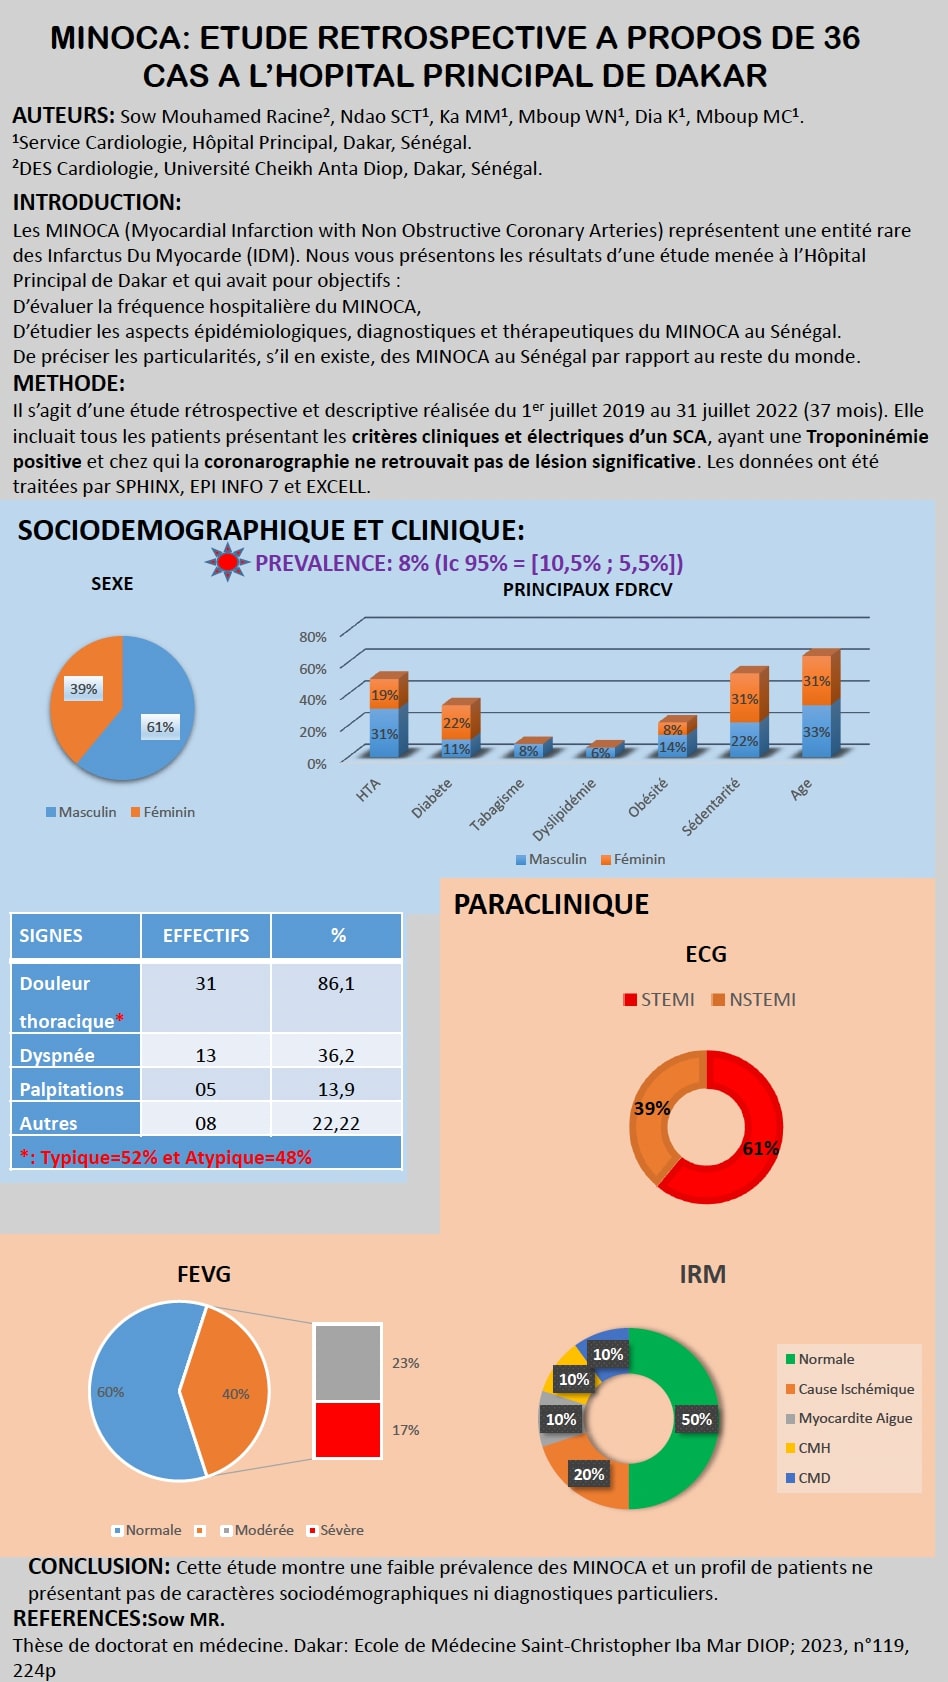 MINOCA: ETUDE RETROSPECTIVE A PROPOS DE 36
CAS A L’HOPITAL PRINCIPAL DE DAKAR
AUTEURS: Sow Mouhamed Racine², Ndao SCT¹, Ka MM¹, Mboup WN¹, Dia K¹, Mboup MC¹.
¹Service Cardiologie, Hôpital Principal, Dakar, Sénégal.
²DES Cardiologie, Université Cheikh Anta Diop, Dakar, Sénégal.
INTRODUCTION:
Les MINOCA (Myocardial Infarction with Non Obstructive Coronary Arteries) représentent une entité rare
des Infarctus Du Myocarde (IDM). Nous vous présentons les résultats d’une étude menée à l’Hôpital
Principal de Dakar et qui avait pour objectifs :
D’évaluer la fréquence hospitalière du MINOCA,
D’étudier les aspects épidémiologiques, diagnostiques et thérapeutiques du MINOCA au Sénégal.
De préciser les particularités, s’il en existe, des MINOCA au Sénégal par rapport au reste du monde.
METHODE:
Il s’agit d’une étude rétrospective et descriptive réalisée du 1er juillet 2019 au 31 juillet 2022 (37 mois). Elle
incluait tous les patients présentant les critères cliniques et électriques d’un SCA, ayant une Troponinémie
positive et chez qui la coronarographie ne retrouvait pas de lésion significative. Les données ont été
traitées par SPHINX, EPI INFO 7 et EXCELL.
SOCIODEMOGRAPHIQUE ET CLINIQUE:
PREVALENCE: 8% (Ic 95% = [10,5% ; 5,5%])
SEXE
39%
61%
Masculin Féminin
PRINCIPAUX FDRCV
80%
60%
40%
20%
0%
19% 22% 8% 31% 31%
31% 11% 8% 6% 14% 22% 33%
HTA Diabète Tabagisme Dyslipidémie Obésité Sédentarité Age
Masculin Féminin
SIGNES EFFECTIFS %
Douleur 31 86,1
thoracique*
Dyspnée 13 36,2
Palpitations 05 13,9
Autres 08 22,22
*: Typique=52% et Atypique=48%
PARACLINIQUE
ECG
STEMI NSTEMI
39%
61%
FEVG
60% 40%
23%
17%
Normale Modérée Sévère
IRM
10%
10%
10% 50%
20%
Normale
Cause Ischémique
Myocardite Aigue
CMH
CMD
CONCLUSION: Cette étude montre une faible prévalence des MINOCA et un profil de patients ne
présentant pas de caractères sociodémographiques ni diagnostiques particuliers.
REFERENCES:Sow MR.
Thèse de doctorat en médecine. Dakar: Ecole de Médecine Saint-Christopher Iba Mar DIOP; 2023, n°119,
224p